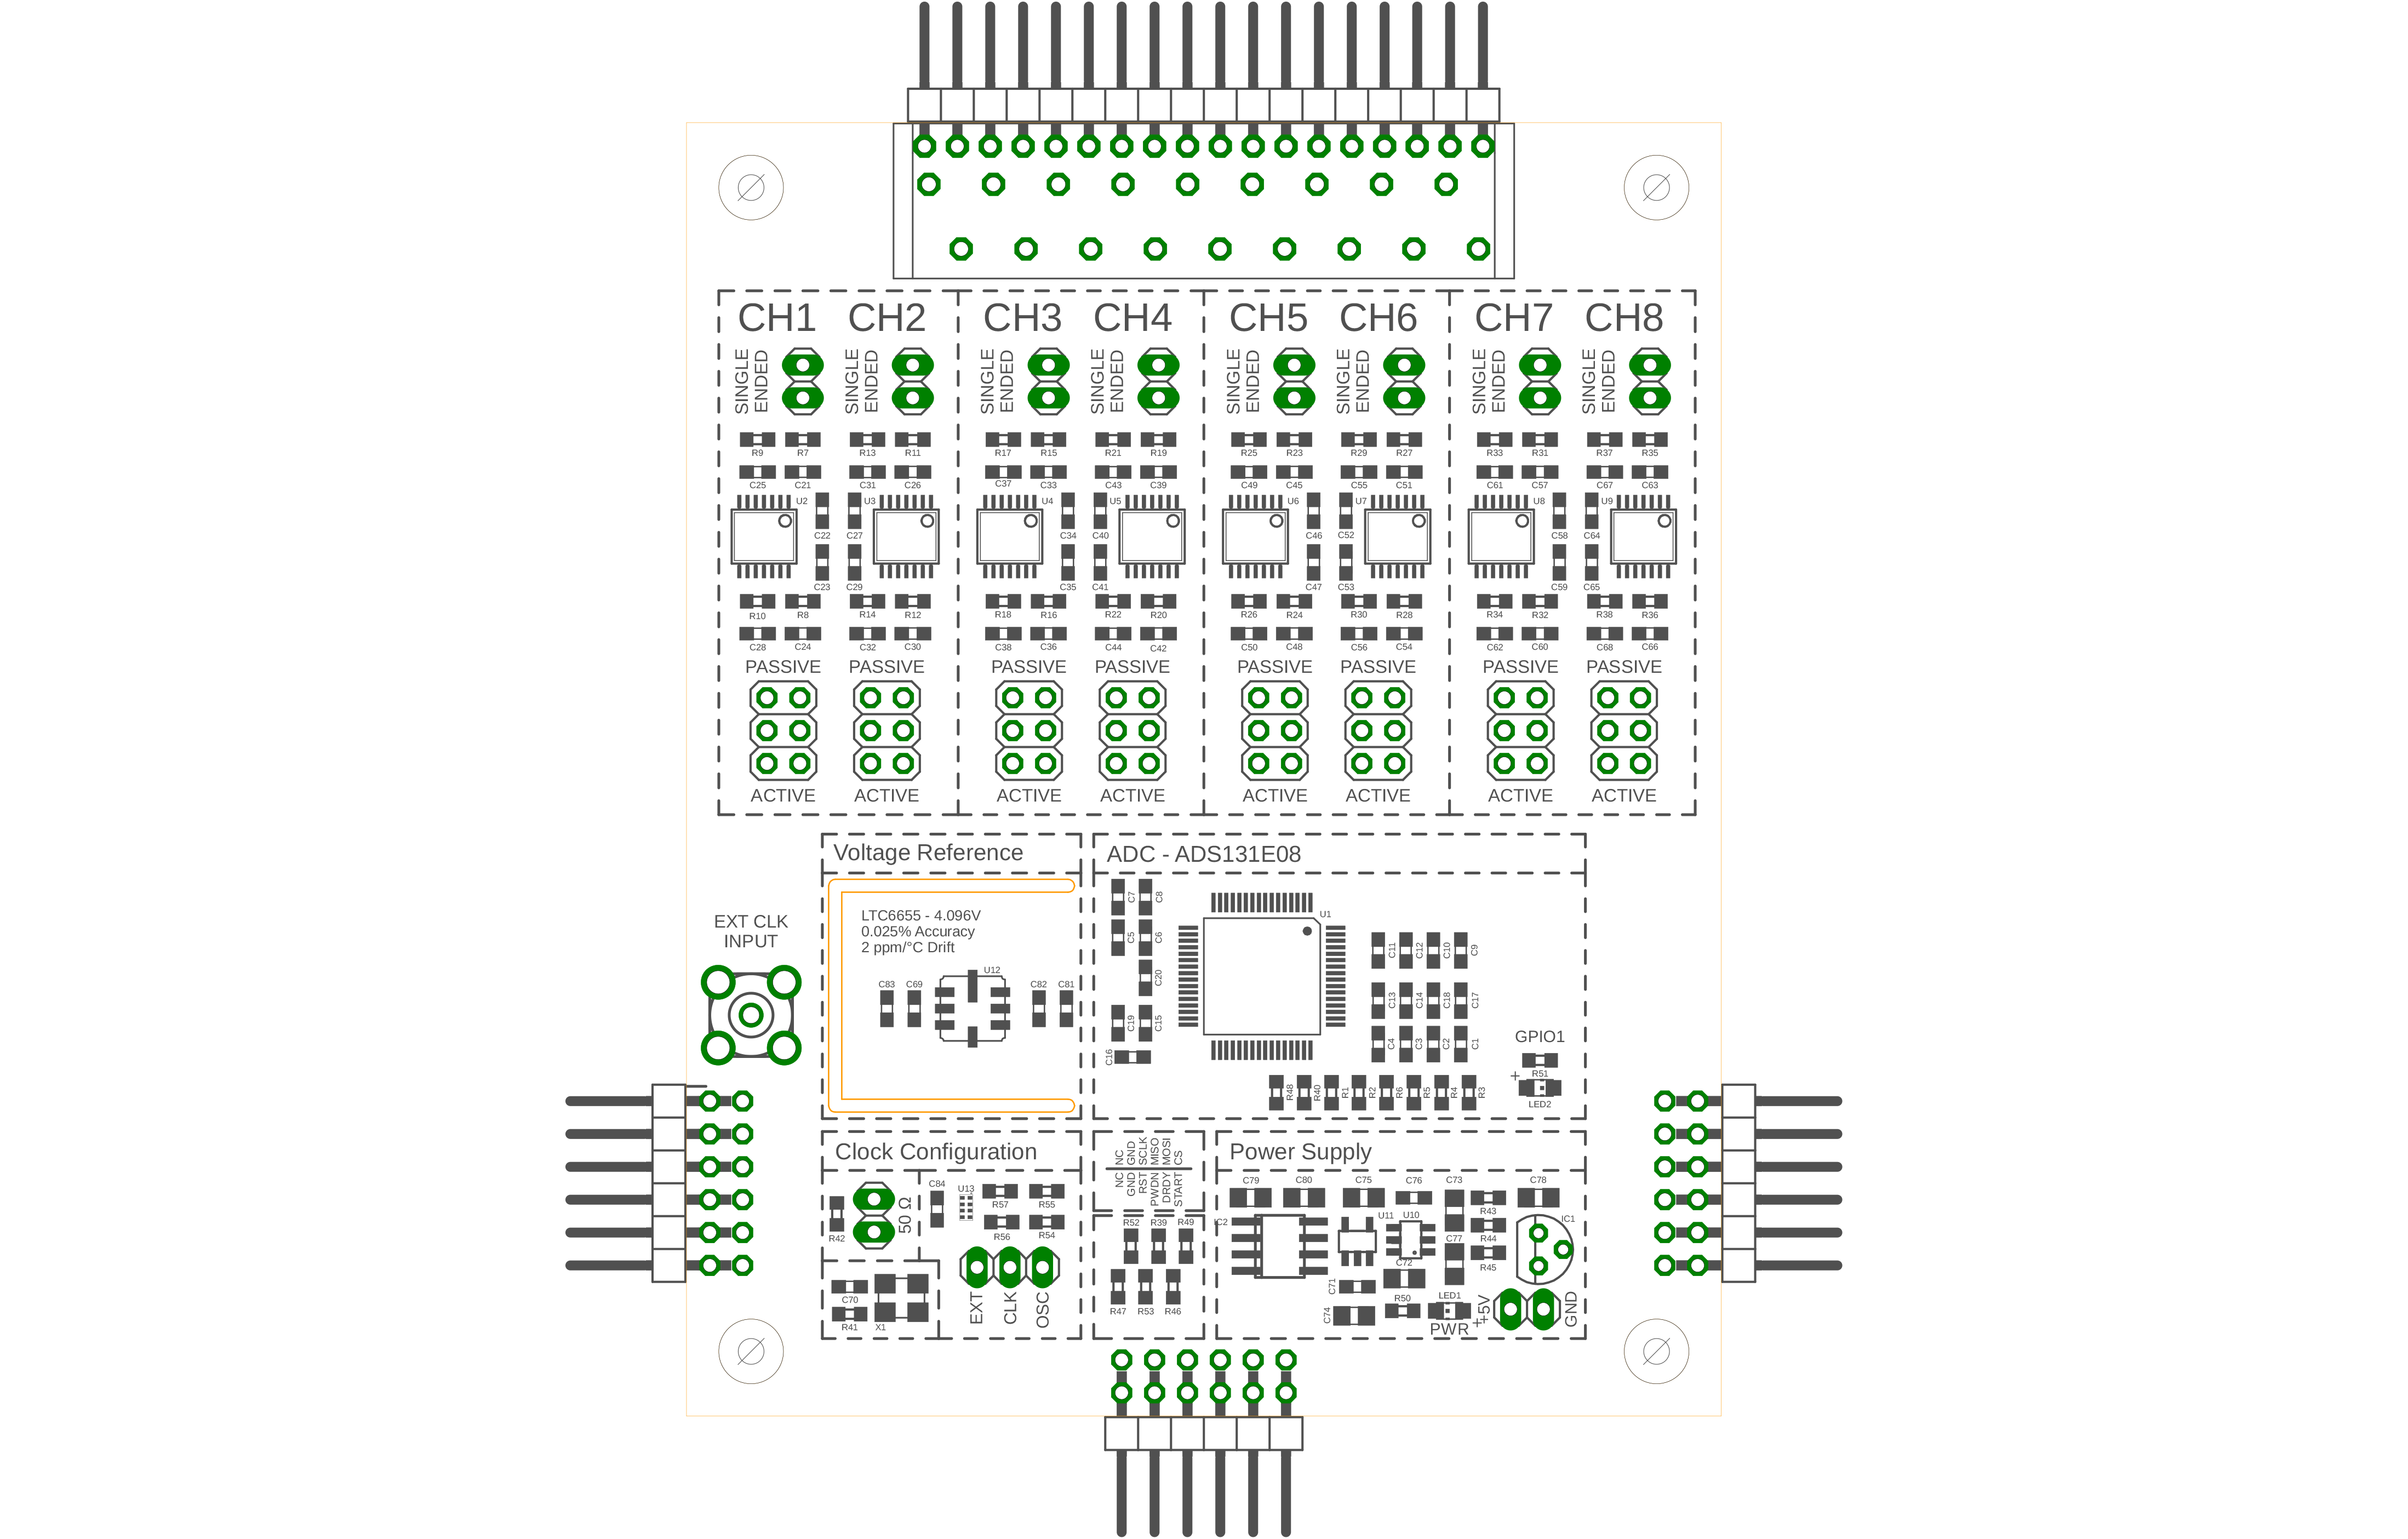 CH1 CH2 CH3 CH4 CH5 CH6 CH7 CH8
SINGLE ENDED SINGLE ENDED SINGLE ENDED SINGLE ENDED SINGLE ENDED SINGLE ENDED SINGLE ENDED SINGLE ENDED
R9 R7 R13 R11 R17 R15 R21 R19 R25 R23 R29 R27 R33 R31 R37 R35
C25 C21 C31 C26 C37 C33 C43 C39 C49 C45 C55 C51 C61 C57 C67 C63
U2 U3 U4 U5 U6 U7 U8 U9
C22 C27 C34 C40 C46 C52 C58 C64
C23 C29 C35 C41 C47 C53 C59 C65
R10 R8 R14 R12 R18 R16 R22 R20 R26 R24 R30 R28 R34 R32 R38 R36
C28 C24 C32 C30 C38 C36 C44 C42 C50 C48 C56 C54 C62 C60 C68 C66
PASSIVE PASSIVE PASSIVE PASSIVE PASSIVE PASSIVE PASSIVE PASSIVE
ACTIVE ACTIVE ACTIVE ACTIVE ACTIVE ACTIVE ACTIVE ACTIVE
EXT CLK
INPUT
Voltage Reference
LTC6655 - 4.096V
0.025% Accuracy
2 ppm/°C Drift
U12
C83 C69 C82 C81
ADC - ADS131E08
C7 C8
U1
C5 C6
C11 C12 C10 C9
C20
C13 C14 C18 C17
C19 C15
C4 C3 C2 C1
C16
GPIO1
R51
+
LED2
R48 R40 R1 R2 R6 R5 R4 R3
Clock Configuration
C84 U13
R57 R55
R42
50 Ω
R56 R54
C70
R41 X1
EXT CLK OSC
NC GND SCLK MISO MOSI CS
NC GND RST PWDN DRDY START
R52 R39 R49
R47 R53 R46
Power Supply
C79 C80 C75 C76 C73 C78
IC2 U11 U10 R43 IC1
C77 R44
C72 R45
C71
C74
R50 LED1
PWR +
+5V GND